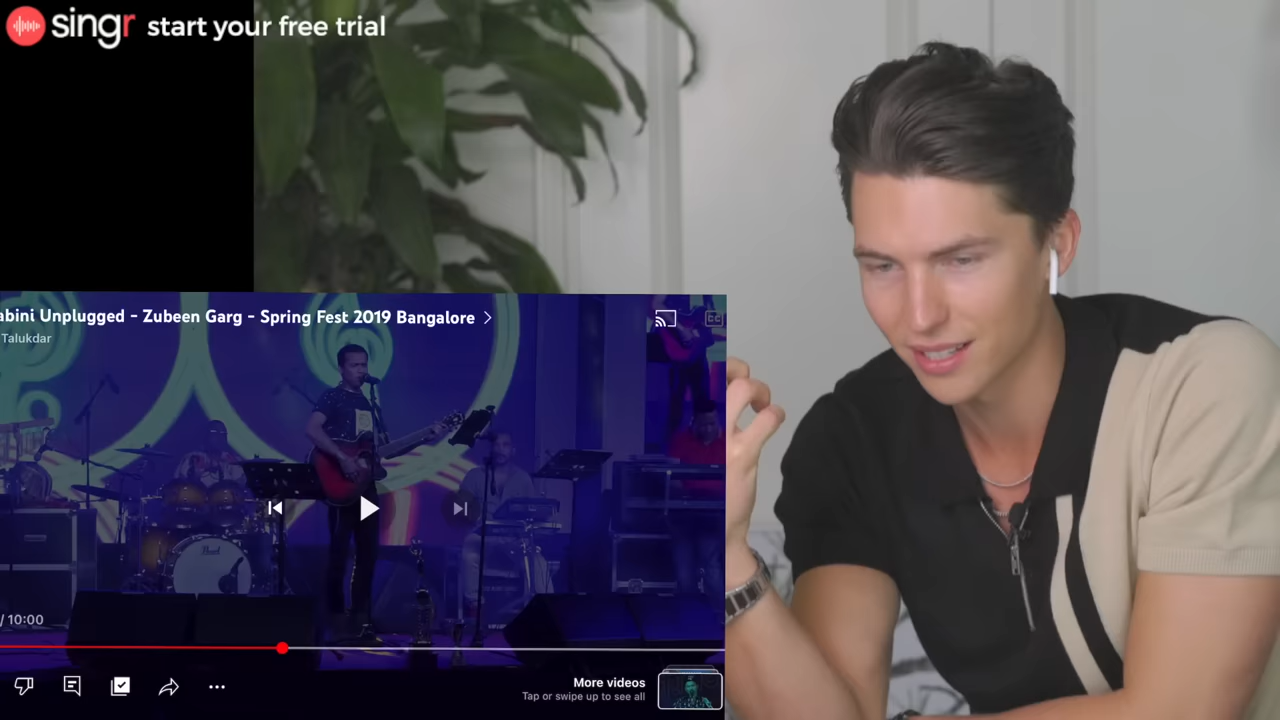 singr start your free trial
abini Unplugged - Zubeen Garg - Spring Fest 2019 Bangalore
Talukdar
CC
/ 10:00
More videos
Tap or swipe up to see all